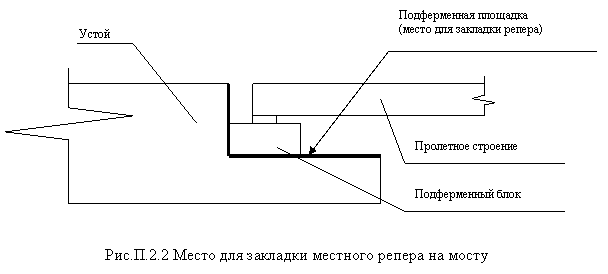 Подферменная площадка
(место для закладки репера)
Устой
Пролетное строение
Подферменный блок
Рис.П.2.2 Место для закладки местного репера на мосту